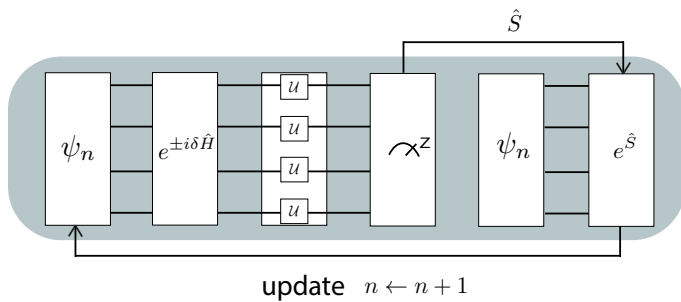 Ŝ
ψₙ
e^{±iδĤ}
𝒰
𝒰
𝒰
𝒰
z
ψₙ
e^{Ŝ}
update n ← n + 1